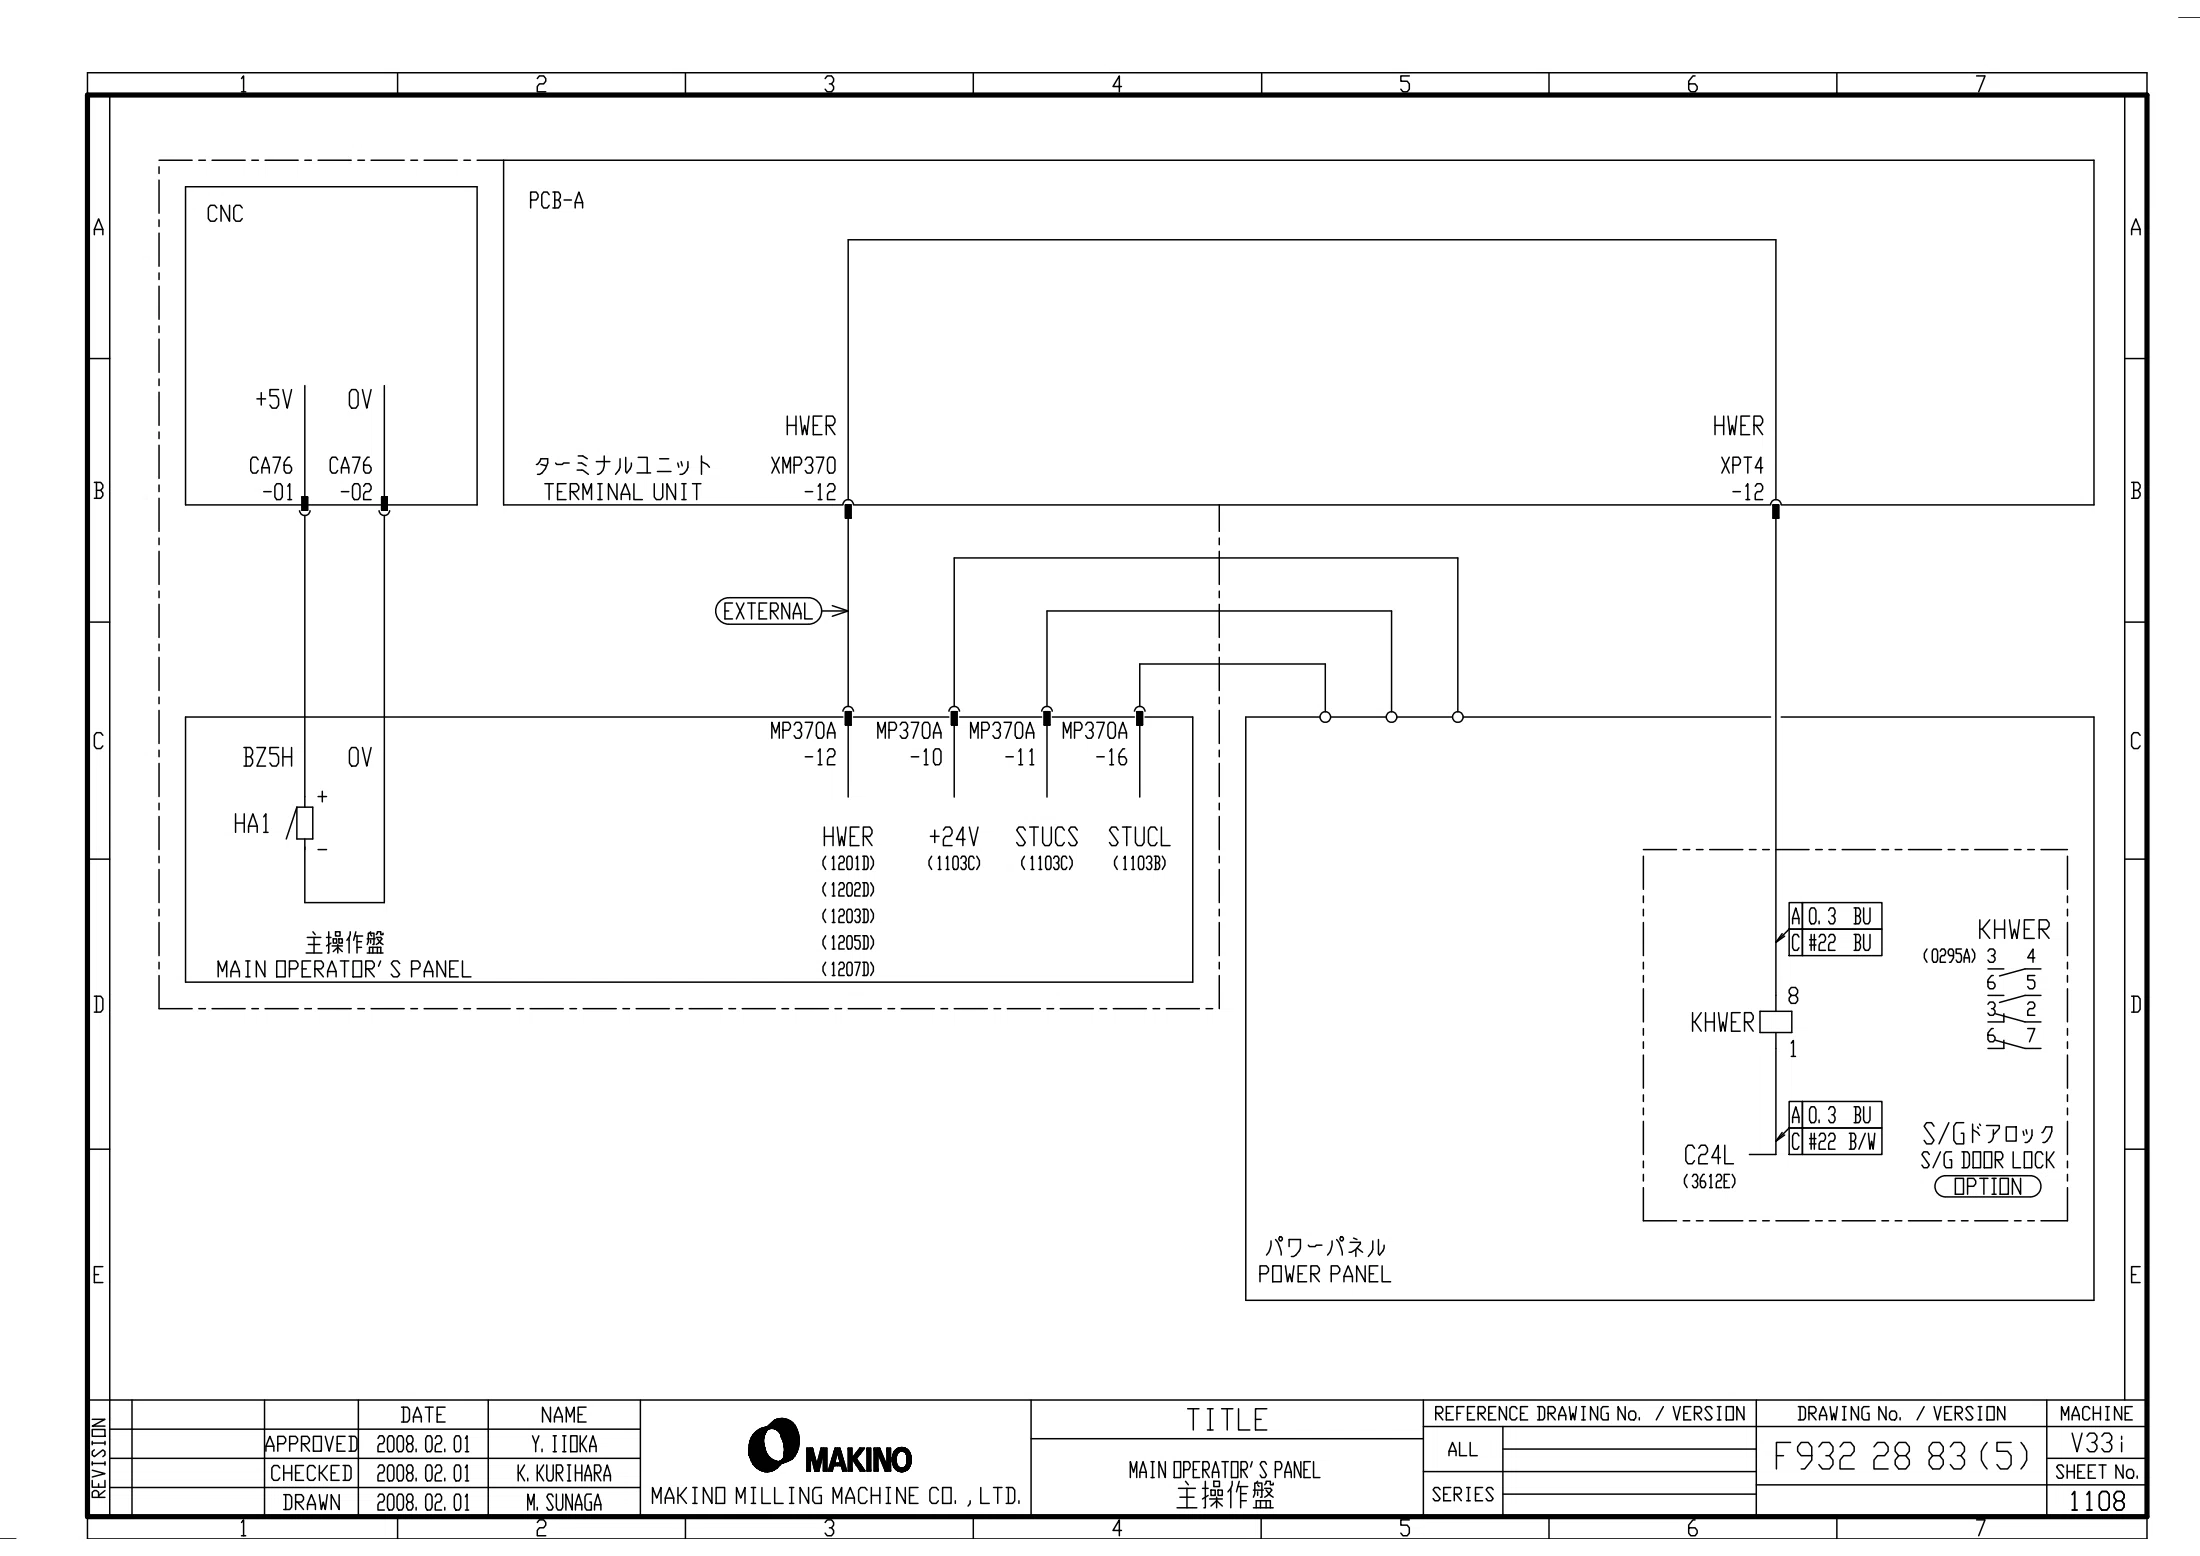 1 2 3 4 5 6 7
A A
B B
C C
D D
E E
CNC
PCB-A
+5V 0V
HWER
HWER
CA76 CA76
-01 -02
ターミナルユニット
TERMINAL UNIT
XMP370
-12
XPT4
-12
EXTERNAL
MP370A MP370A MP370A MP370A
-12 -10 -11 -16
BZ5H 0V
+
HA1
-
HWER +24V STUCS STUCL
(1201D) (1103C) (1103C) (1103B)
(1202D)
(1203D)
(1205D)
(1207D)
主操作盤
MAIN OPERATOR'S PANEL
A 0.3 BU
C #22 BU
KHWER
(0295A) 3 4
6 5
3 2
6 7
8
KHWER
1
A 0.3 BU
C #22 B/W
C24L
(3612E)
S/Gドアロック
S/G DOOR LOCK
OPTION
パワーパネル
POWER PANEL
REVISION
DATE NAME
APPROVED 2008.02.01 Y. IIOKA
CHECKED 2008.02.01 K. KURIHARA
DRAWN 2008.02.01 M. SUNAGA
MAKINO
MAKINO MILLING MACHINE CO.,LTD.
TITLE
MAIN OPERATOR'S PANEL
主操作盤
REFERENCE DRAWING No. / VERSION
ALL
SERIES
DRAWING No. / VERSION
F932 28 83(5)
MACHINE
V33i
SHEET No.
1108
1 2 3 4 5 6 7